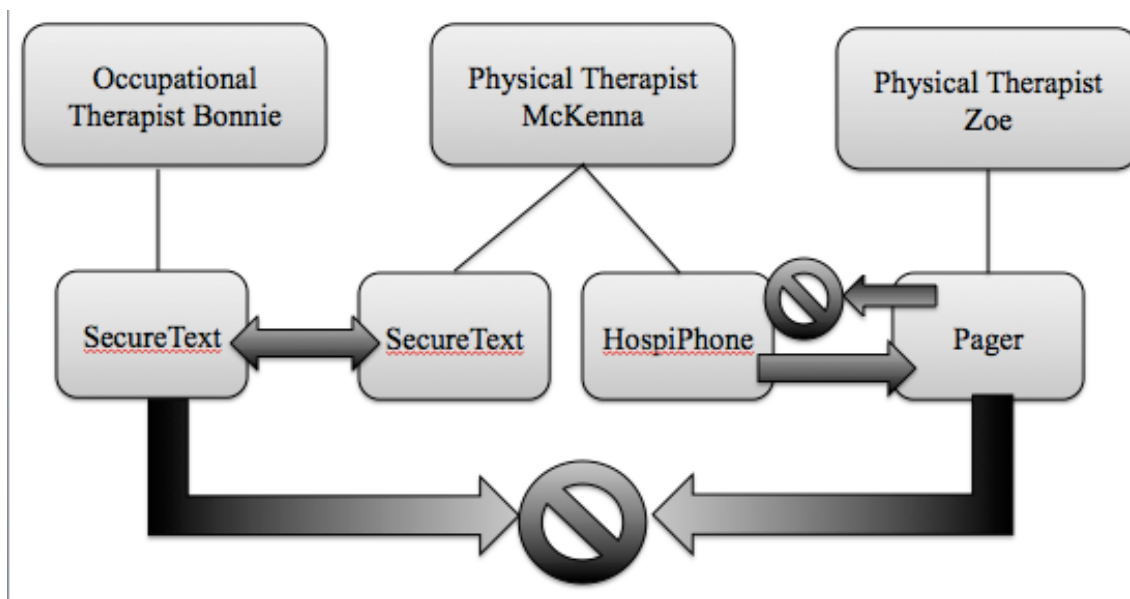 Occupational
Therapist Bonnie
Physical Therapist
McKenna
Physical Therapist
Zoe
SecureText
SecureText
HospiPhone
Pager